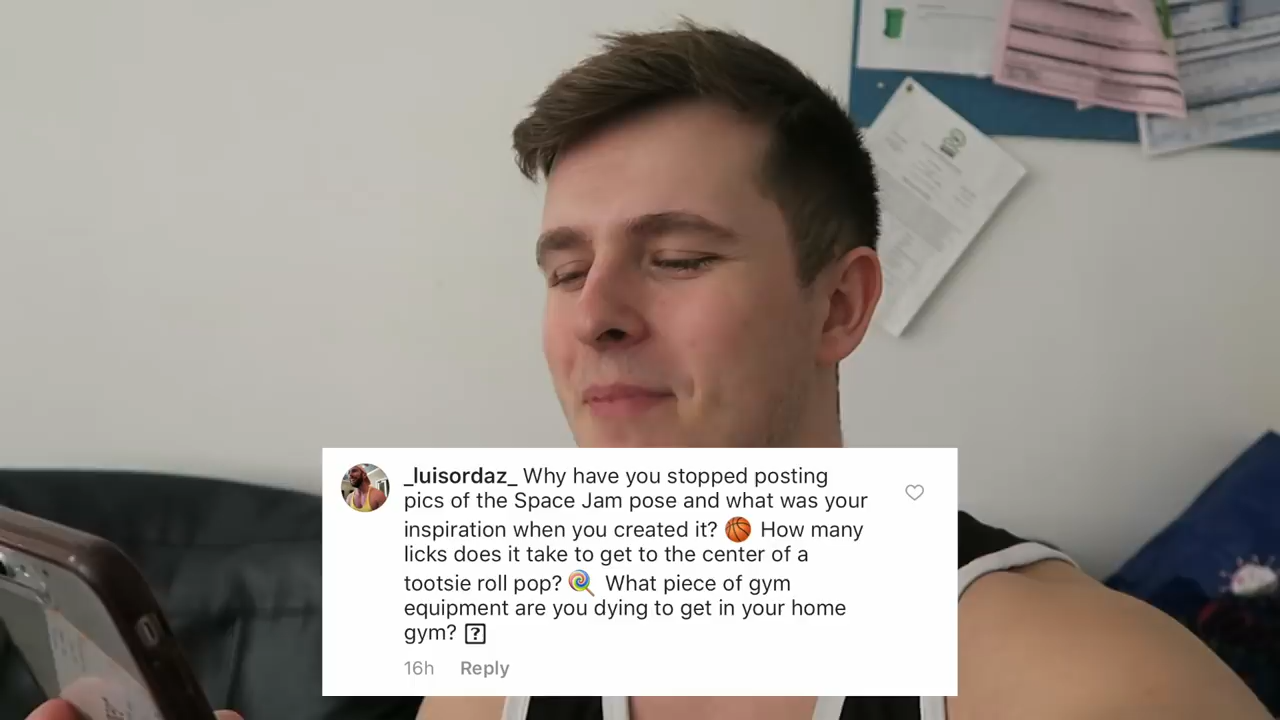 _luisordaz_ Why have you stopped posting
pics of the Space Jam pose and what was your
inspiration when you created it? 🏀 How many
licks does it take to get to the center of a
tootsie roll pop? 🍭 What piece of gym
equipment are you dying to get in your home
gym? ⍰
16h Reply